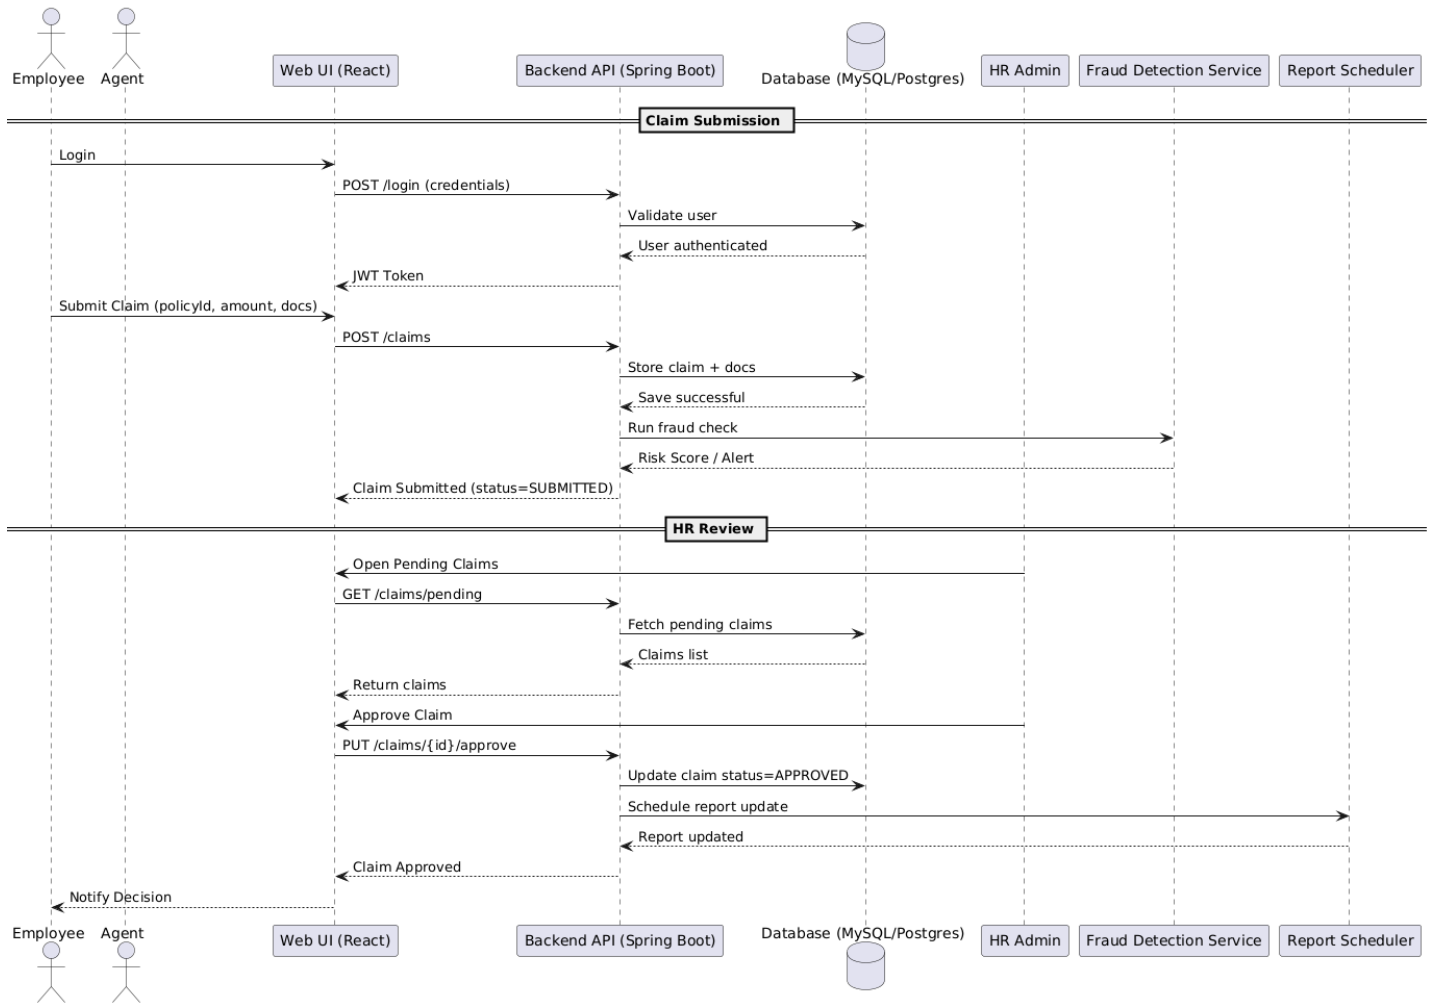 Employee
Agent
Web UI (React)
Backend API (Spring Boot)
Database (MySQL/Postgres)
HR Admin
Fraud Detection Service
Report Scheduler
Claim Submission
Login
POST /login (credentials)
Validate user
User authenticated
JWT Token
Submit Claim (policyId, amount, docs)
POST /claims
Store claim + docs
Save successful
Run fraud check
Risk Score / Alert
Claim Submitted (status=SUBMITTED)
HR Review
Open Pending Claims
GET /claims/pending
Fetch pending claims
Claims list
Return claims
Approve Claim
PUT /claims/{id}/approve
Update claim status=APPROVED
Schedule report update
Report updated
Claim Approved
Notify Decision
Employee
Agent
Web UI (React)
Backend API (Spring Boot)
Database (MySQL/Postgres)
HR Admin
Fraud Detection Service
Report Scheduler